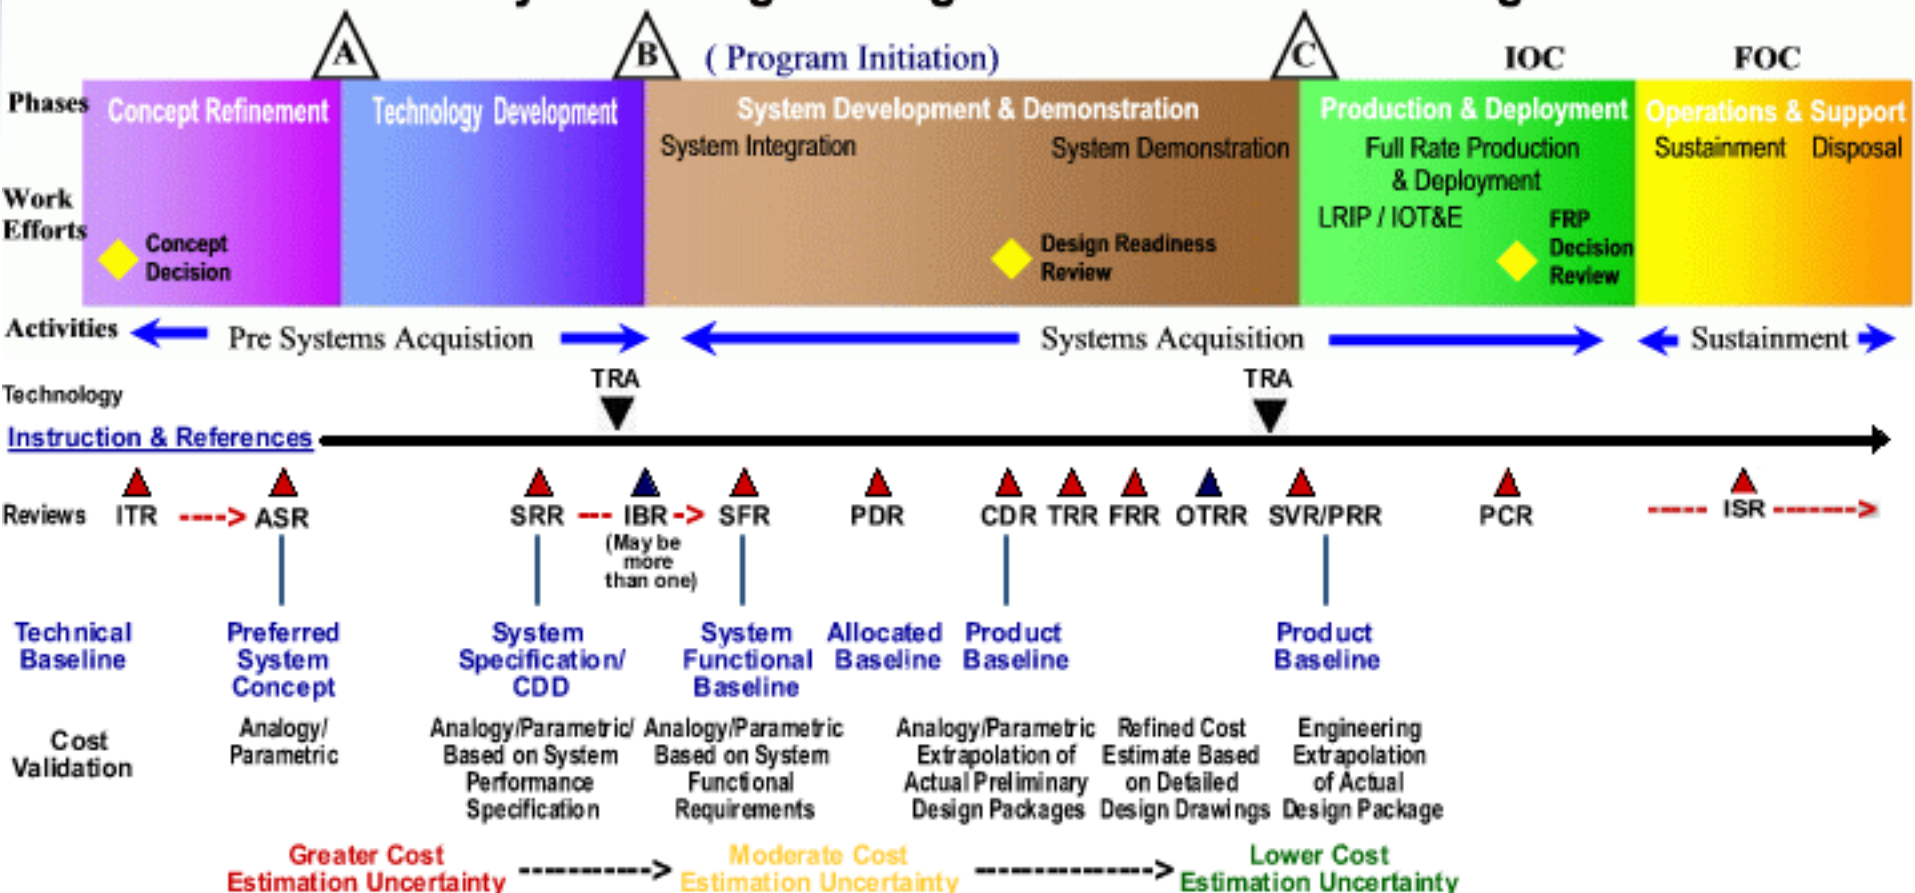 A
B
( Program Initiation)
C
IOC
FOC
Phases
Concept Refinement
Technology Development
System Development & Demonstration
Production & Deployment
Operations & Support
System Integration
System Demonstration
Full Rate Production
& Deployment
Sustainment
Disposal
Work
Efforts
LRIP / IOT&E
Concept
Decision
Design Readiness
Review
FRP
Decision
Review
Activities
Pre Systems Acquistion
Systems Acquisition
Sustainment
Technology
TRA
TRA
Instruction & References
Reviews
ITR
ASR
SRR
IBR
SFR
PDR
CDR
TRR
FRR
OTRR
SVR/PRR
PCR
ISR
(May be
more
than one)
Technical
Baseline
Preferred
System
Concept
System
Specification/
CDD
System
Functional
Baseline
Allocated
Baseline
Product
Baseline
Product
Baseline
Cost
Validation
Analogy/
Parametric
Analogy/Parametric/
Based on System
Performance
Specification
Analogy/Parametric
Based on System
Functional
Requirements
Analogy/Parametric
Extrapolation of
Actual Preliminary
Design Packages
Refined Cost
Estimate Based
on Detailed
Design Drawings
Engineering
Extrapolation
of Actual
Design Package
Greater Cost
Estimation Uncertainty
Moderate Cost
Estimation Uncertainty
Lower Cost
Estimation Uncertainty